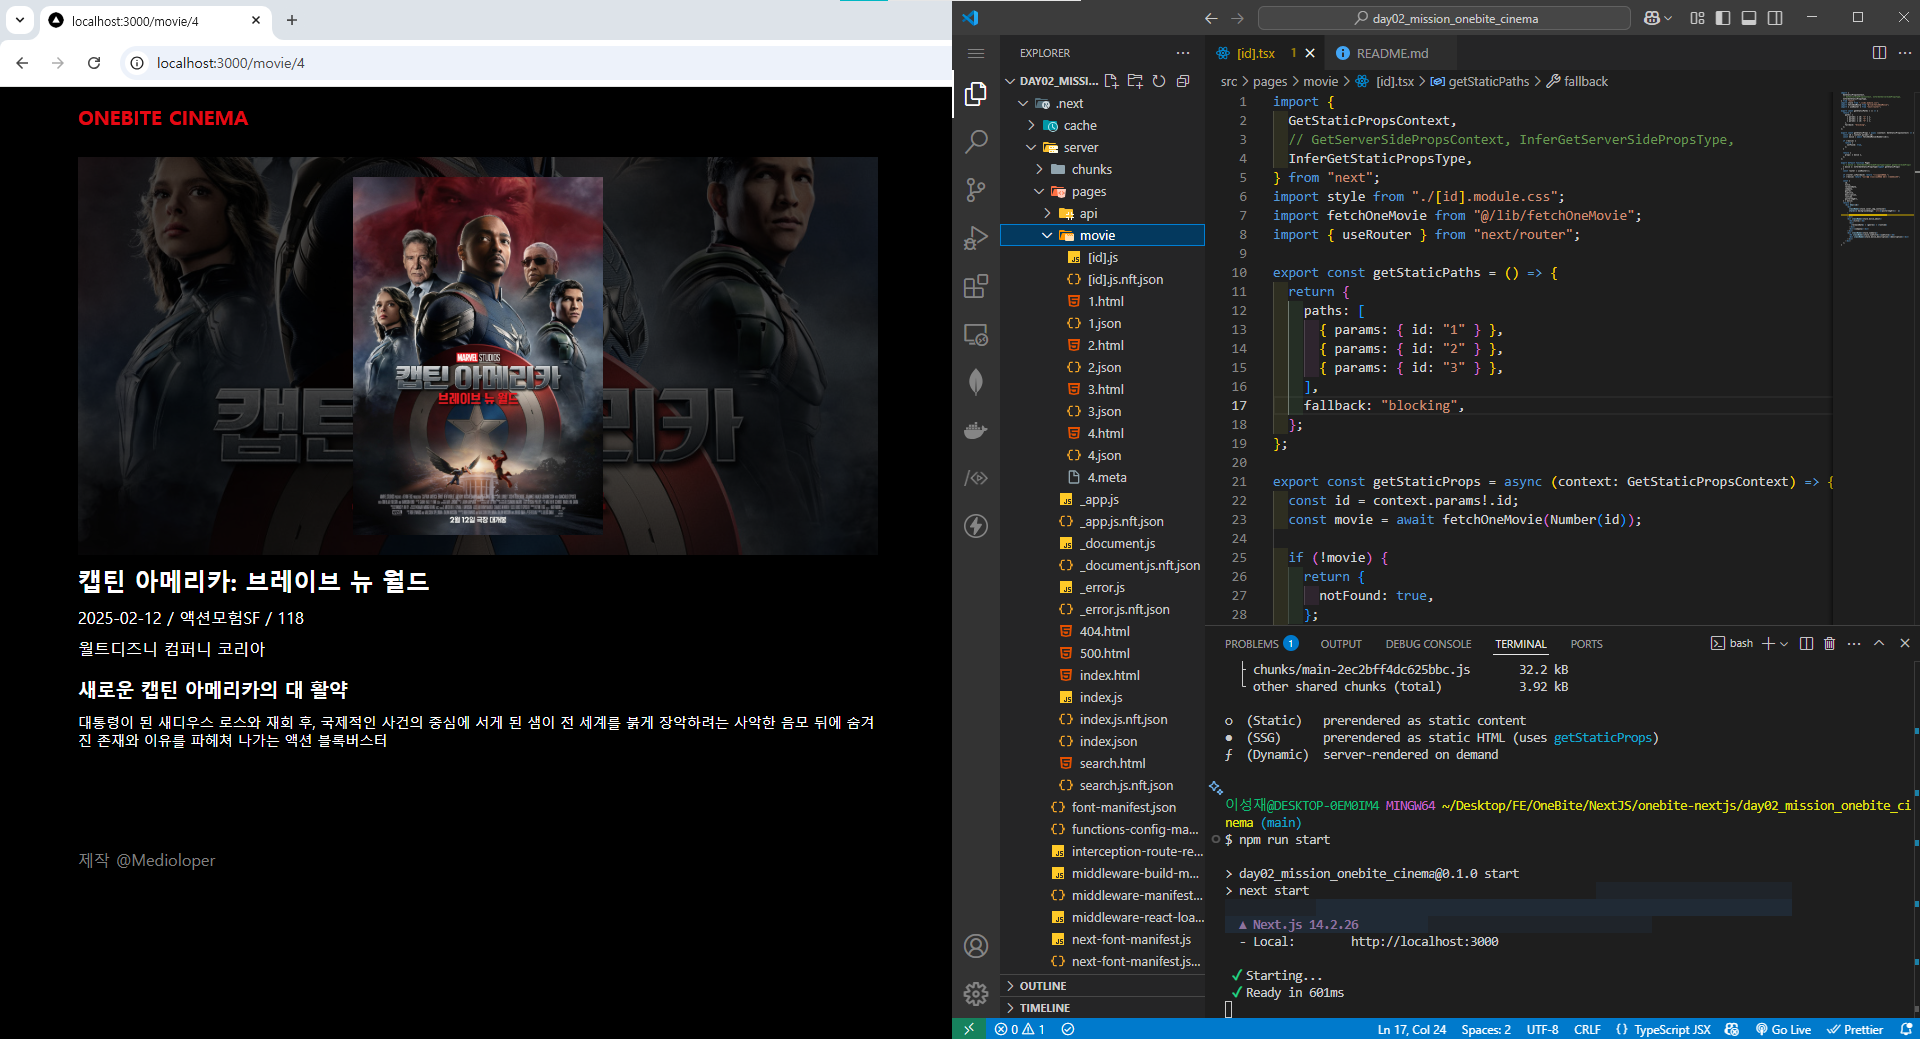 localhost:3000/movie/4
localhost:3000/movie/4
ONEBITE CINEMA
MARVEL STUDIOS
캡틴 아메리카
브레이브 뉴 월드
2월 12일 극장 대개봉
캡틴 아메리카: 브레이브 뉴 월드
2025-02-12 / 액션모험SF / 118
월트디즈니 컴퍼니 코리아
새로운 캡틴 아메리카의 대 활약
대통령이 된 새디우스 로스와 재회 후, 국제적인 사건의 중심에 서게 된 샘이 전 세계를 붉게 장악하려는 사악한 음모 뒤에 숨겨
진 존재와 이유를 파헤쳐 나가는 액션 블록버스터
제작 @Medioloper
day02_mission_onebite_cinema
EXPLORER
DAY02_MISSI...
.next
cache
server
chunks
pages
api
movie
[id].js
[id].js.nft.json
1.html
1.json
2.html
2.json
3.html
3.json
4.html
4.json
4.meta
_app.js
_app.js.nft.json
_document.js
_document.js.nft.json
_error.js
_error.js.nft.json
404.html
500.html
index.html
index.js
index.js.nft.json
index.json
search.html
search.js.nft.json
font-manifest.json
functions-config-ma...
interception-route-re...
middleware-build-m...
middleware-manifest...
middleware-react-loa...
next-font-manifest.js
next-font-manifest.js...
OUTLINE
TIMELINE
[id].tsx 1 README.md
src > pages > movie > [id].tsx > getStaticPaths > fallback
1 import {
2 GetStaticPropsContext,
3 // GetServerSidePropsContext, InferGetServerSidePropsType,
4 InferGetStaticPropsType,
5 } from "next";
6 import style from "./[id].module.css";
7 import fetchOneMovie from "@/lib/fetchOneMovie";
8 import { useRouter } from "next/router";
9
10 export const getStaticPaths = () => {
11 return {
12 paths: [
13 { params: { id: "1" } },
14 { params: { id: "2" } },
15 { params: { id: "3" } },
16 ],
17 fallback: "blocking",
18 };
19 };
20
21 export const getStaticProps = async (context: GetStaticPropsContext) => {
22 const id = context.params!.id;
23 const movie = await fetchOneMovie(Number(id));
24
25 if (!movie) {
26 return {
27 notFound: true,
28 };
PROBLEMS 1 OUTPUT DEBUG CONSOLE TERMINAL PORTS bash
├ chunks/main-2ec2bff4dc625bbc.js 32.2 kB
└ other shared chunks (total) 3.92 kB
○ (Static) prerendered as static content
● (SSG) prerendered as static HTML (uses getStaticProps)
ƒ (Dynamic) server-rendered on demand
이성재@DESKTOP-0EM0IM4 MINGW64 ~/Desktop/FE/OneBite/NextJS/onebite-nextjs/day02_mission_onebite_ci
nema (main)
$ npm run start
> day02_mission_onebite_cinema@0.1.0 start
> next start
▲ Next.js 14.2.26
- Local: http://localhost:3000
✓ Starting...
✓ Ready in 601ms
0 1 Ln 17, Col 24 Spaces: 2 UTF-8 CRLF {} TypeScript JSX Go Live Prettier